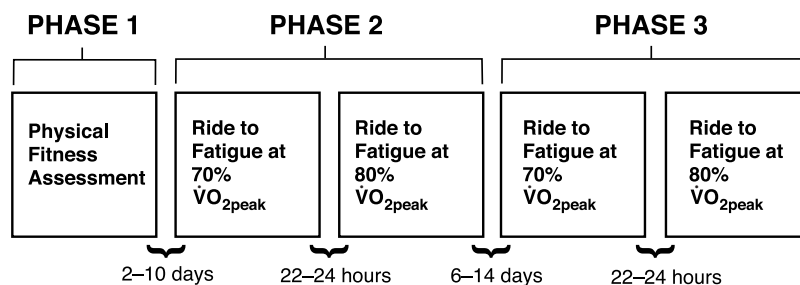 PHASE 1
PHASE 2
PHASE 3
Physical
Fitness
Assessment
Ride to
Fatigue at
70%
V̇O2peak
Ride to
Fatigue at
80%
V̇O2peak
Ride to
Fatigue at
70%
V̇O2peak
Ride to
Fatigue at
80%
V̇O2peak
2–10 days
22–24 hours
6–14 days
22–24 hours